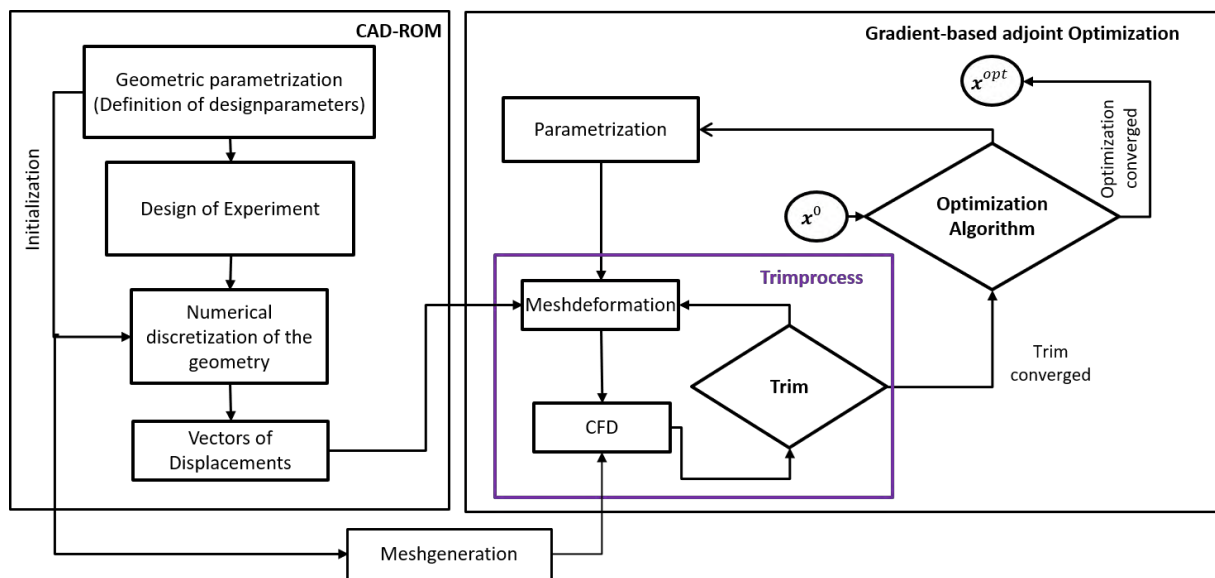 CAD-ROM
Geometric parametrization
(Definition of designparameters)
Initialization
Design of Experiment
Numerical
discretization of the
geometry
Vectors of
Displacements
Meshgeneration
Gradient-based adjoint Optimization
x^opt
Parametrization
Optimization
converged
x^0
Optimization
Algorithm
Trimprocess
Meshdeformation
Trim
Trim
converged
CFD